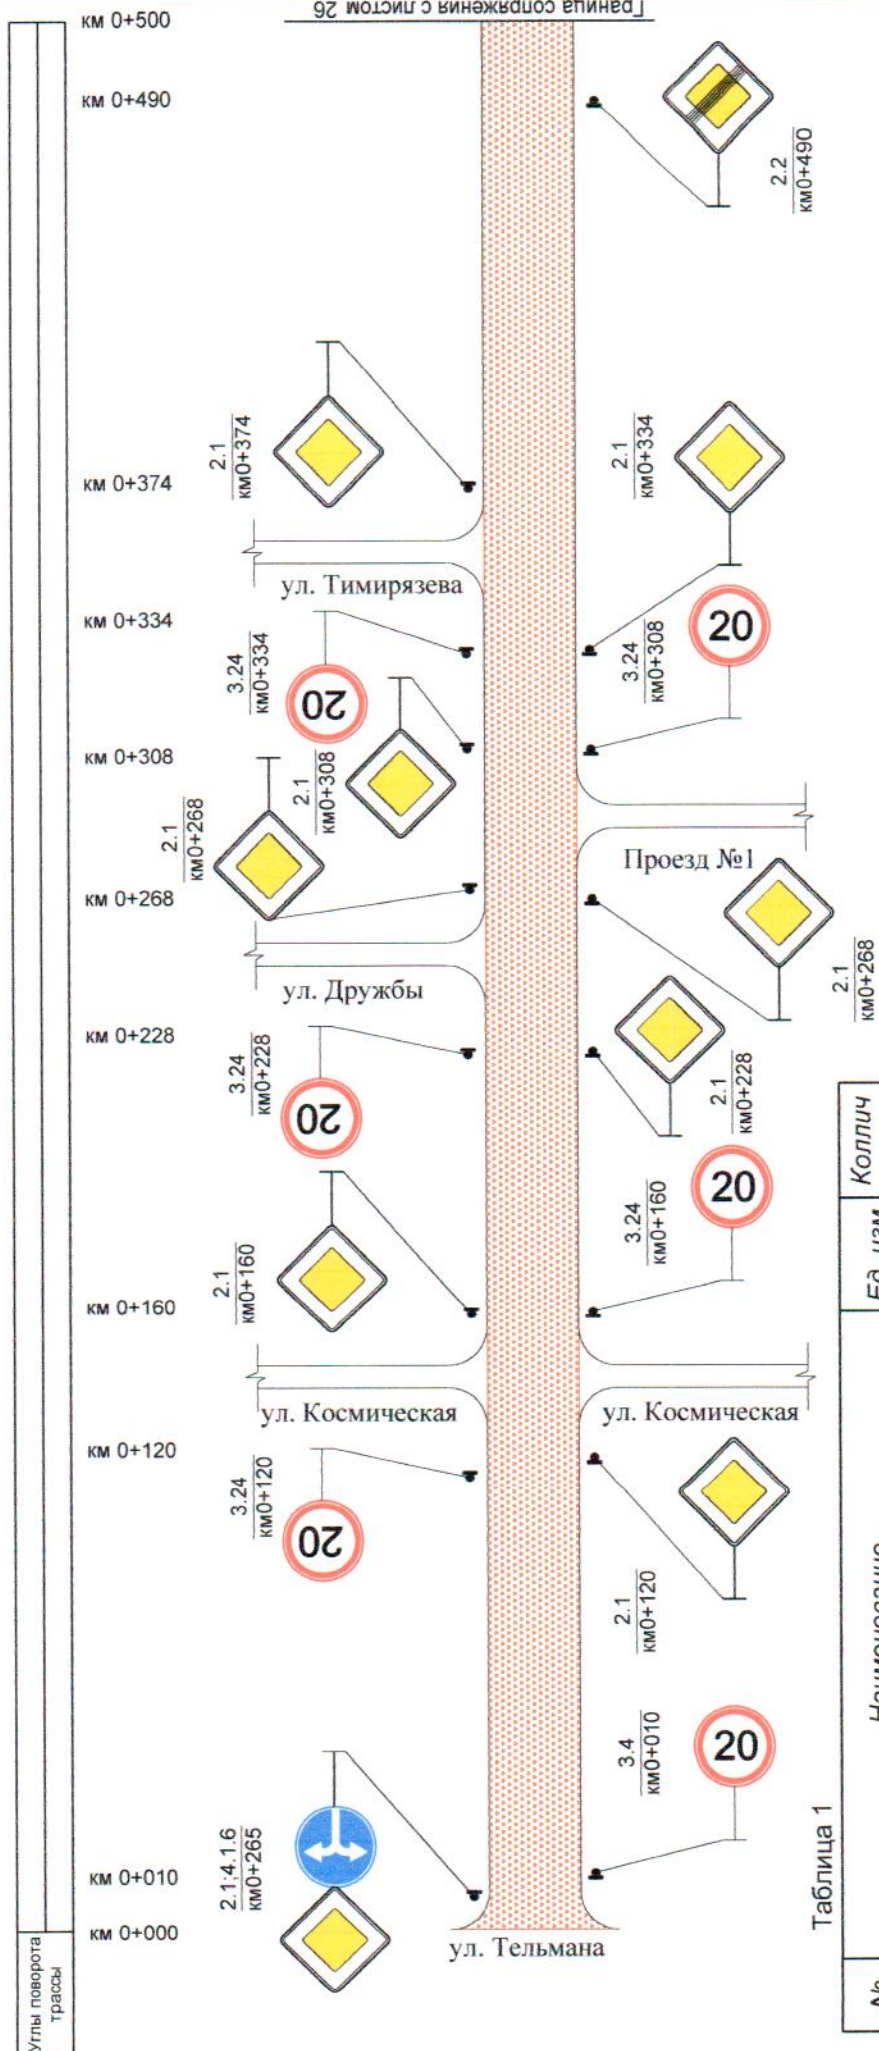 Граница сопряжения с листом 26
км 0+500
км 0+490
2.2
км0+490
2.1
км0+374
2.1
км0+334
км 0+374
ул. Тимирязева
км 0+334
3.24
км0+334
20
3.24
км0+308
20
км 0+308
2.1
км0+308
2.1
км0+268
Проезд №1
км 0+268
2.1
км0+268
ул. Дружбы
км 0+228
3.24
км0+228
20
2.1
км0+228
3.24
км0+160
20
2.1
км0+160
км 0+160
ул. Космическая
ул. Космическая
км 0+120
3.24
км0+120
20
2.1
км0+120
3.4
км0+010
20
2.1;4.1.6
км0+265
км 0+010
км 0+000
ул. Тельмана
Углы поворота
трассы
Таблица 1
№
Наименование
Ед. изм
Коллич